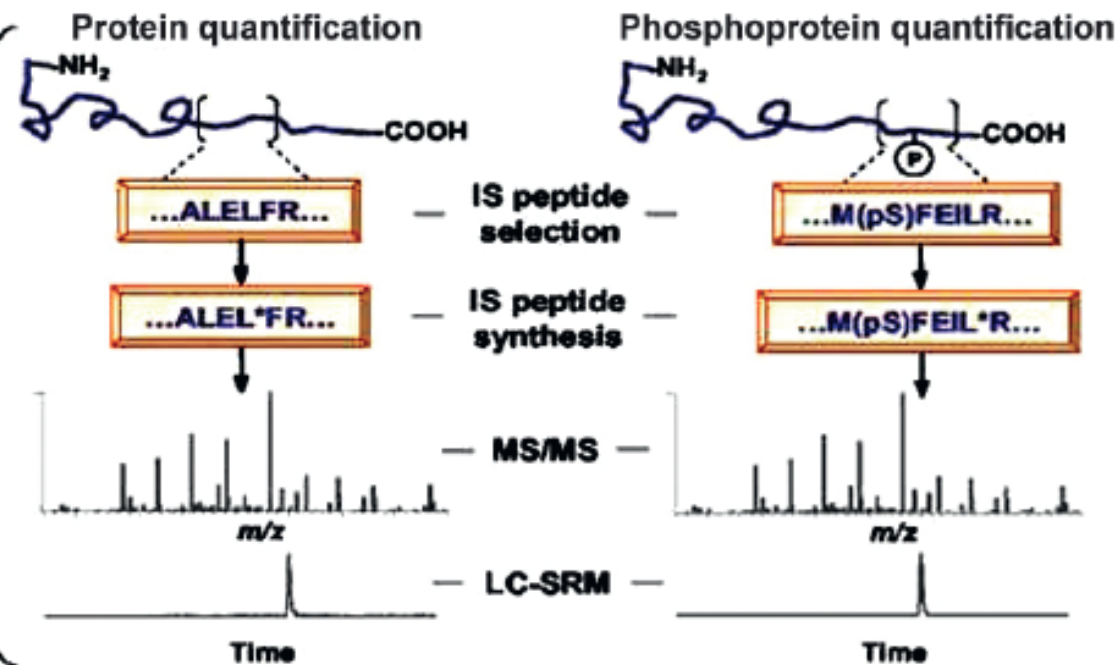 Protein quantification
Phosphoprotein quantification
NH₂
NH₂
COOH
COOH
P
...ALELFR...
IS peptide
selection
...M(pS)FEILR...
...ALEL*FR...
IS peptide
synthesis
...M(pS)FEIL*R...
MS/MS
m/z
m/z
LC-SRM
Time
Time